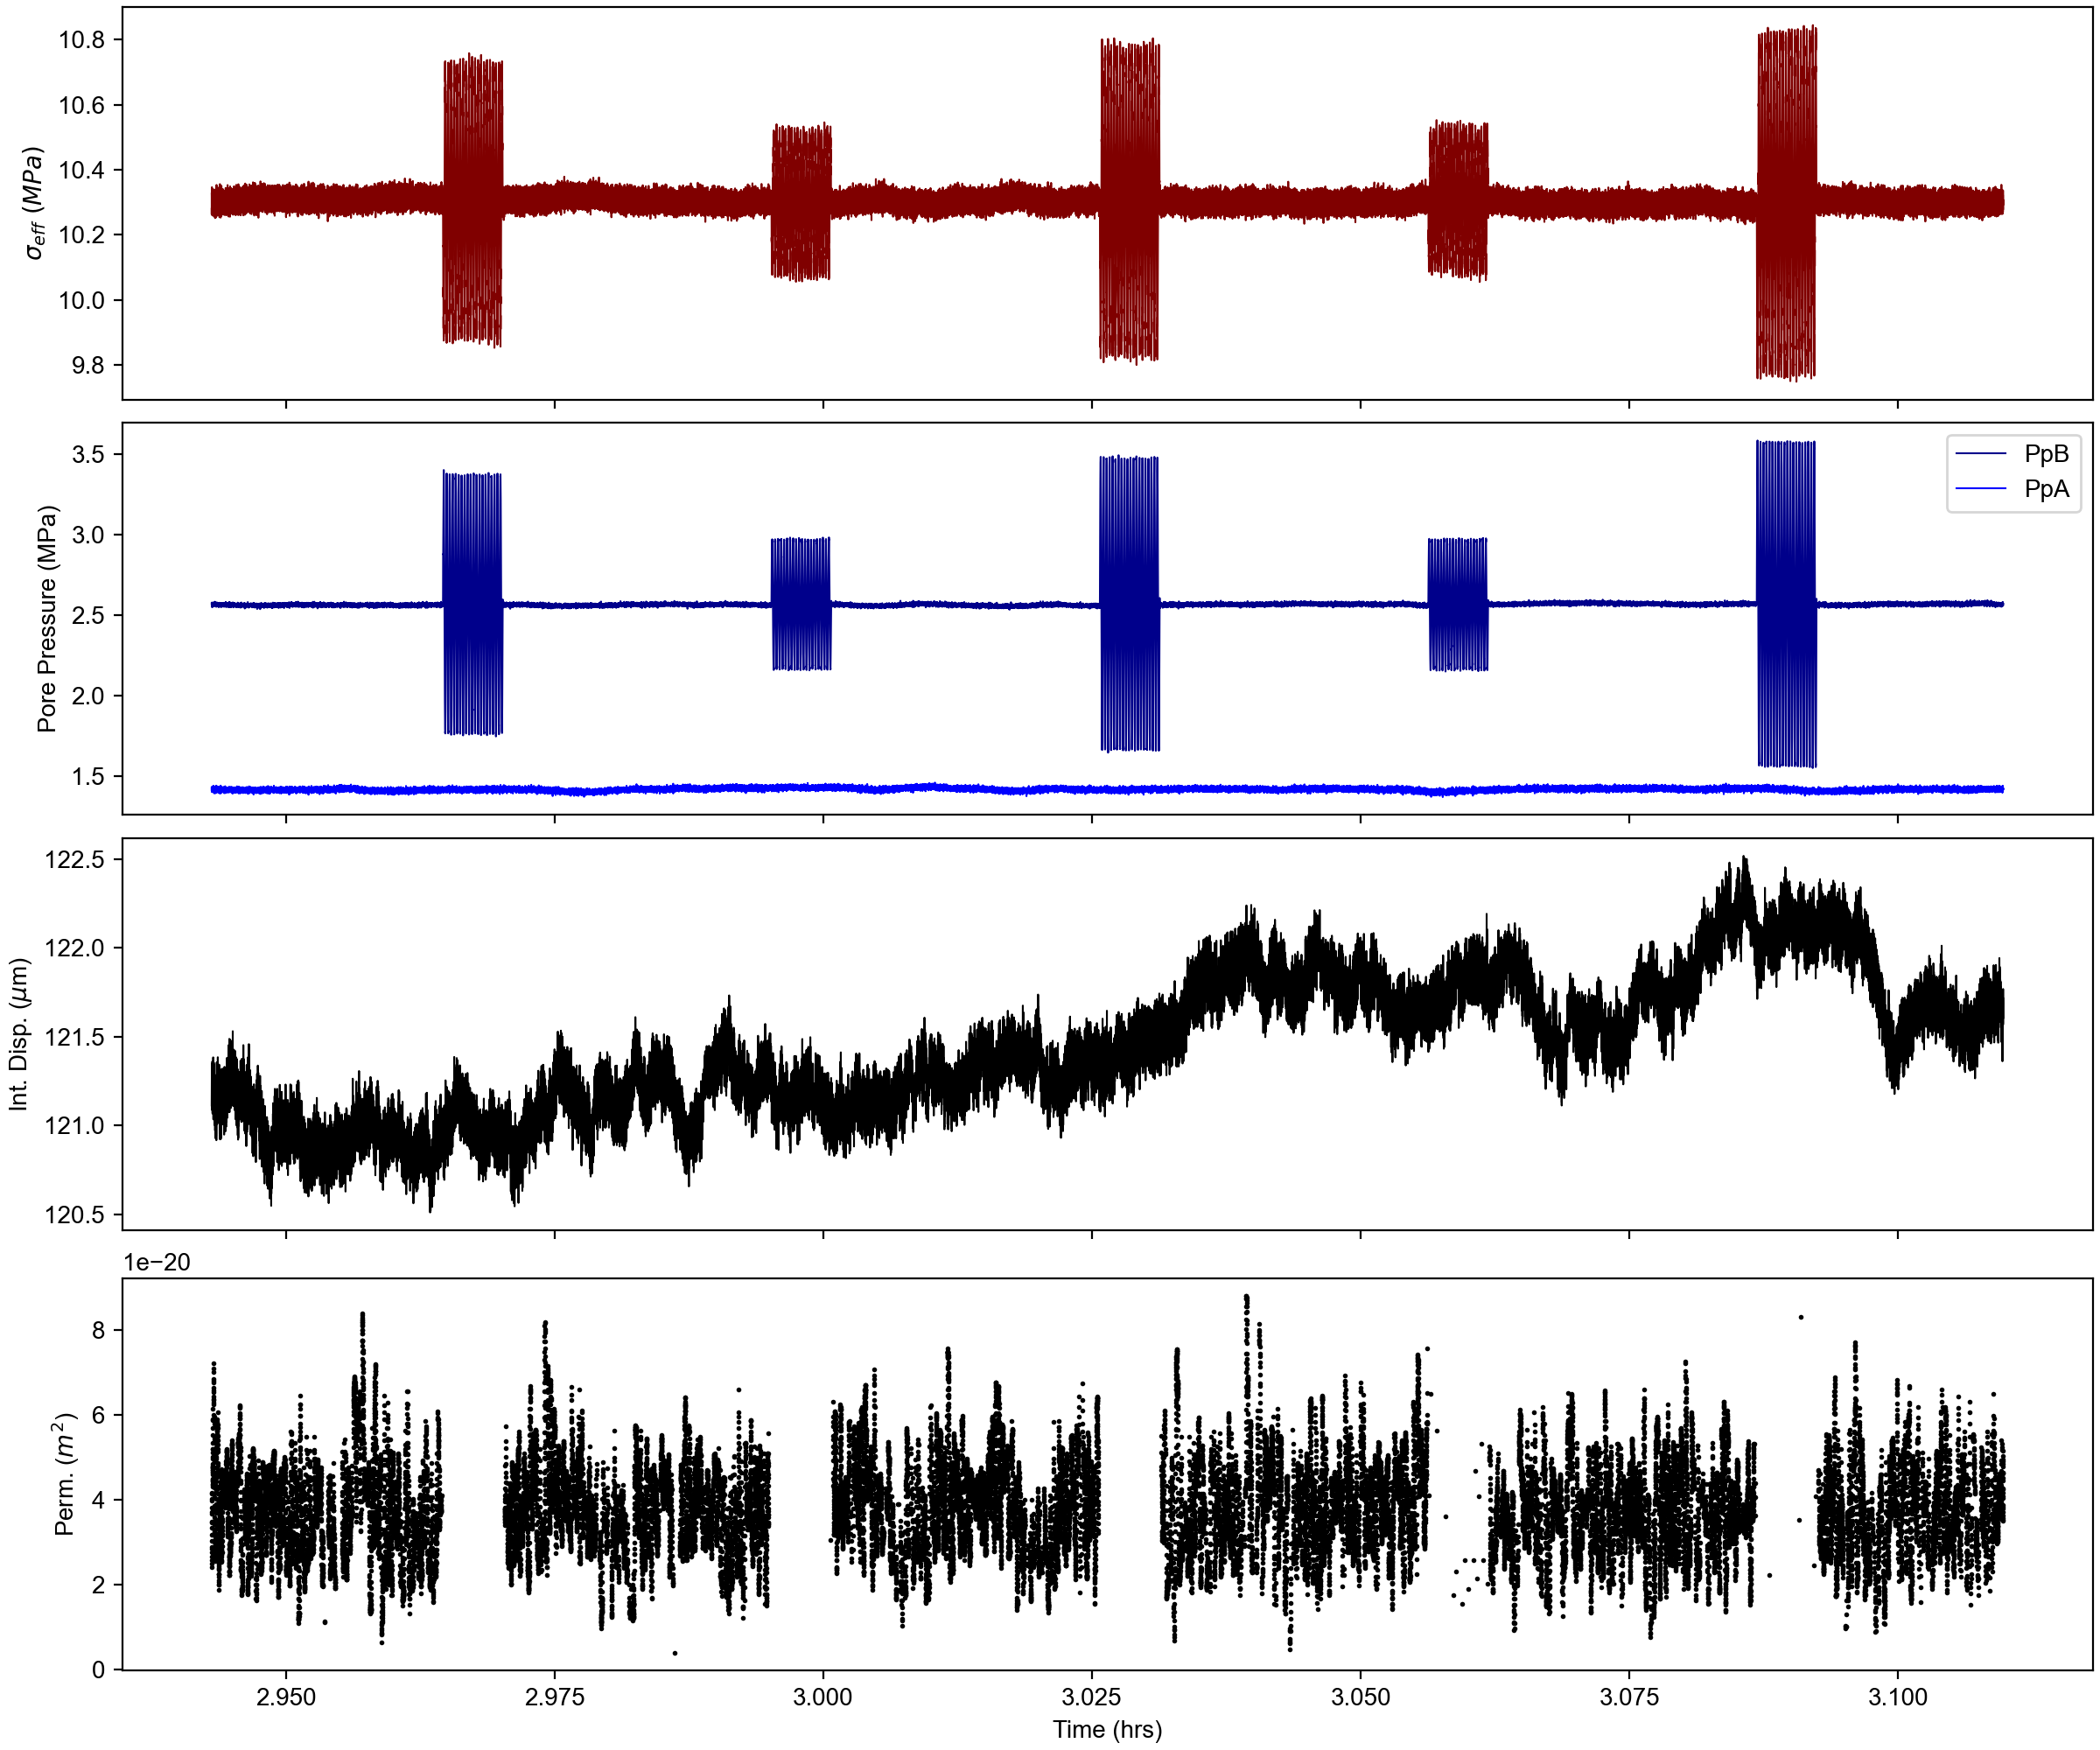 10.8
10.6
10.4
10.2
10.0
9.8
σeff (MPa)
3.5
3.0
2.5
2.0
1.5
Pore Pressure (MPa)
PpB
PpA
122.5
122.0
121.5
121.0
120.5
Int. Disp. (μm)
1e−20
8
6
4
2
0
Perm. (m²)
2.950 2.975 3.000 3.025 3.050 3.075 3.100
Time (hrs)